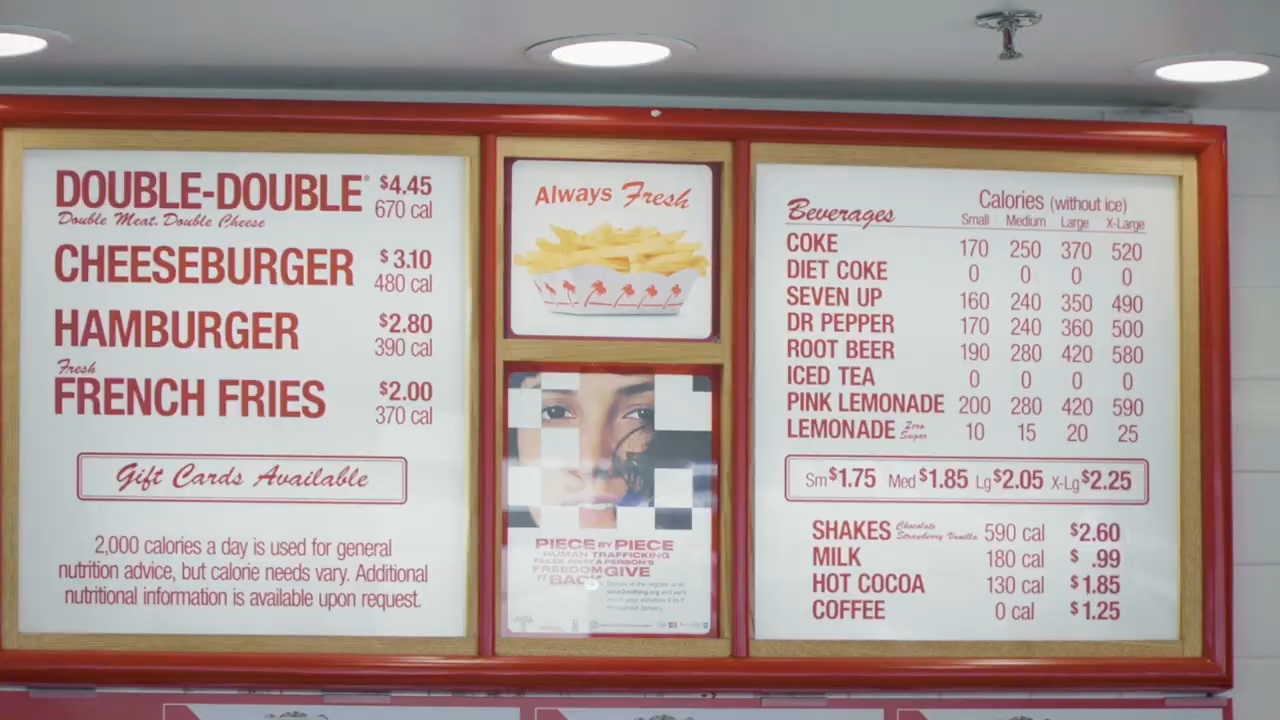 DOUBLE-DOUBLE® $4.45
Double Meat. Double Cheese 670 cal
CHEESEBURGER $3.10
480 cal
HAMBURGER $2.80
390 cal
Fresh
FRENCH FRIES $2.00
370 cal
Gift Cards Available
2,000 calories a day is used for general
nutrition advice, but calorie needs vary. Additional
nutritional information is available upon request.
Always Fresh
PIECE BY PIECE
HUMAN TRAFFICKING
TAKES AWAY A PERSON'S
FREEDOM GIVE
IT BACK
Beverages Calories (without ice)
Small Medium Large X-Large
COKE 170 250 370 520
DIET COKE 0 0 0 0
SEVEN UP 160 240 350 490
DR PEPPER 170 240 360 500
ROOT BEER 190 280 420 580
ICED TEA 0 0 0 0
PINK LEMONADE 200 280 420 590
LEMONADE Zero Sugar 10 15 20 25
Sm $1.75 Med $1.85 Lg $2.05 X-Lg $2.25
SHAKES Chocolate Strawberry Vanilla 590 cal $2.60
MILK 180 cal $ .99
HOT COCOA 130 cal $1.85
COFFEE 0 cal $1.25